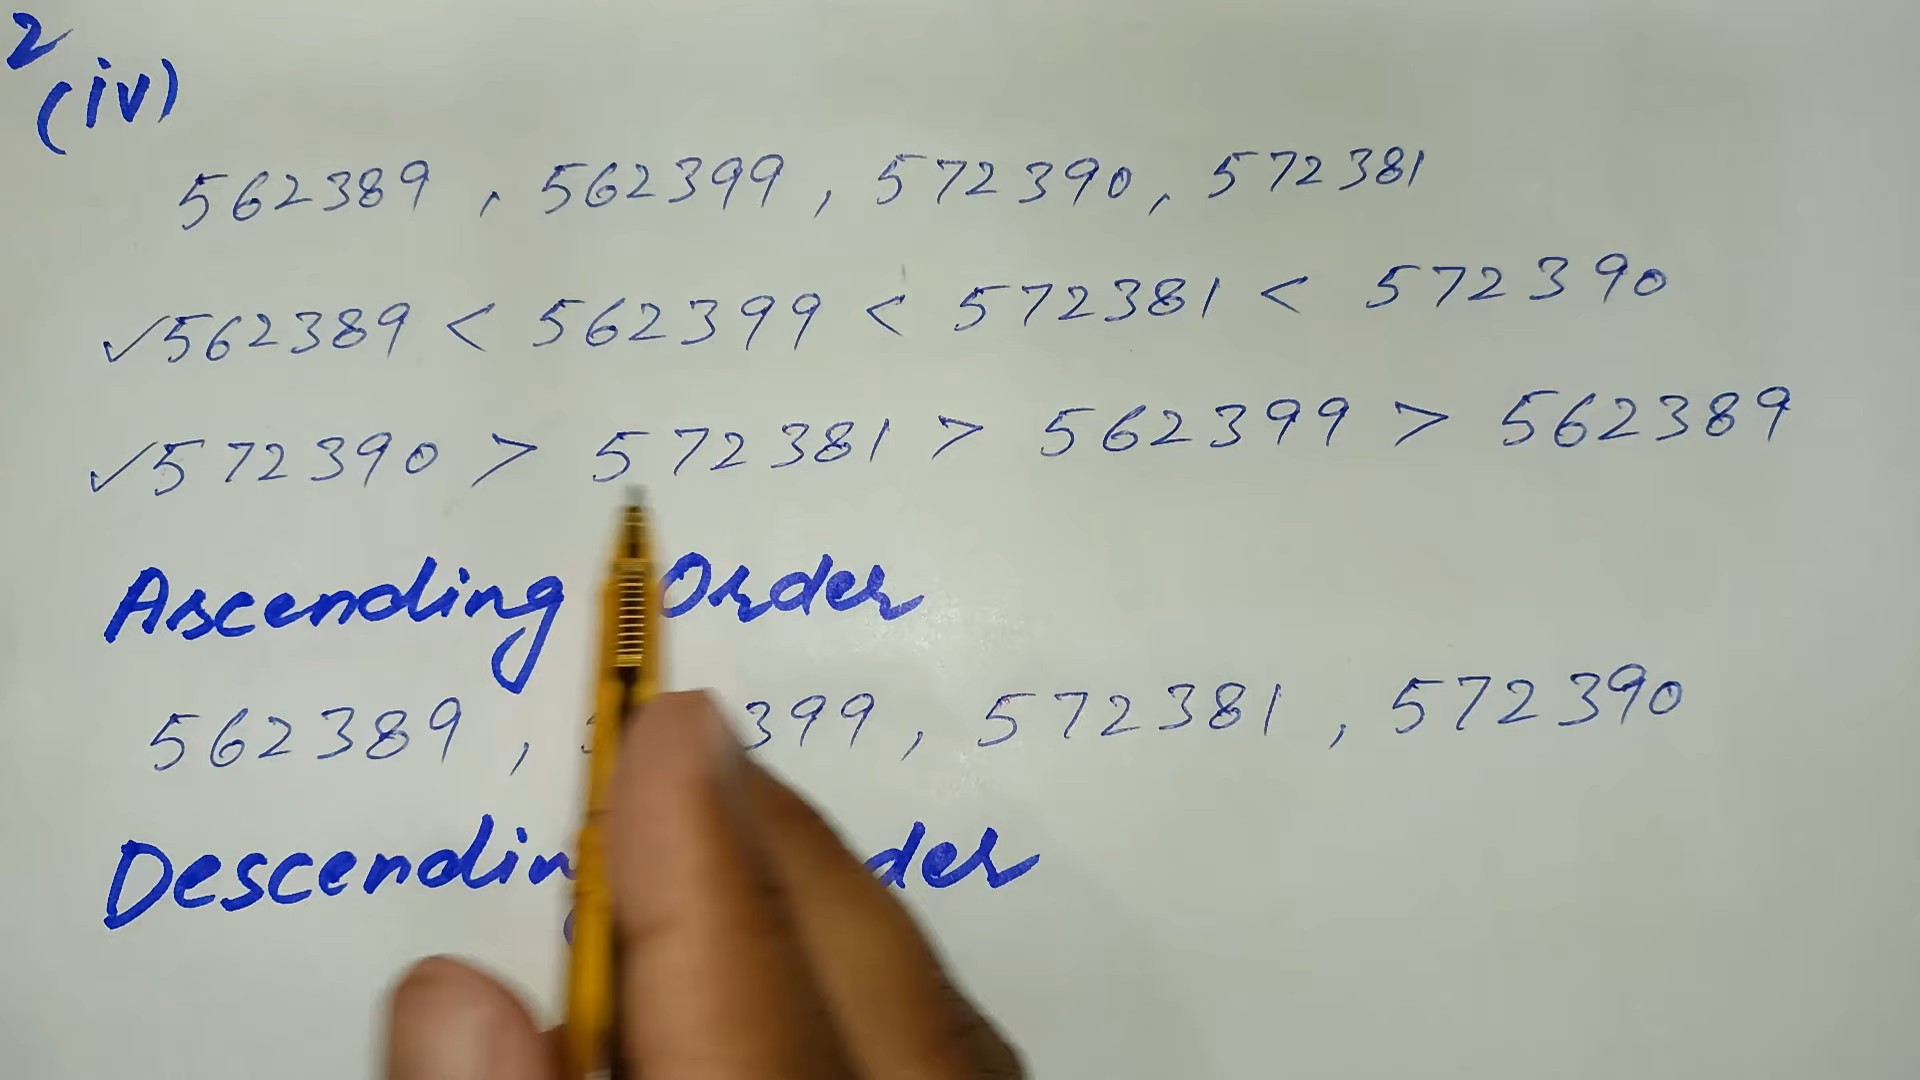 2
(iv)
562389, 562399, 572390, 572381
✓562389 < 562399 < 572381 < 572390
✓572390 > 572381 > 562399 > 562389
Ascending Order
562389, 399, 572381, 572390
Descending